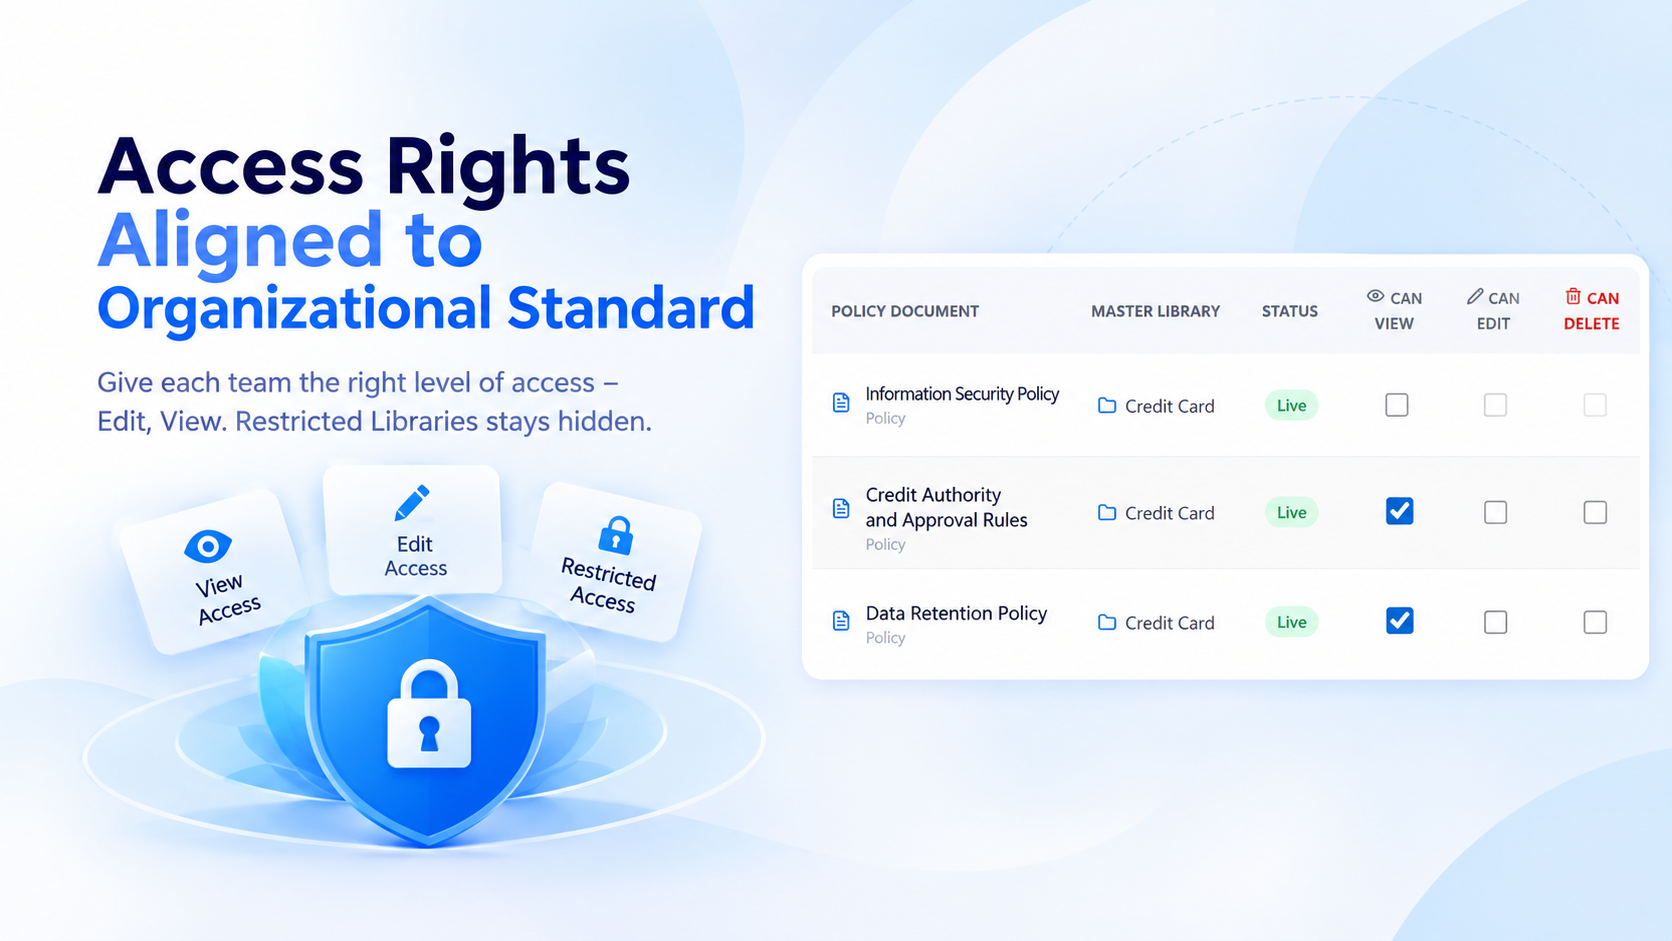 Access Rights
Aligned to
Organizational Standard
Give each team the right level of access –
Edit, View. Restricted Libraries stays hidden.
View
Access
Edit
Access
Restricted
Access
POLICY DOCUMENT MASTER LIBRARY STATUS CAN VIEW CAN EDIT CAN DELETE
Information Security Policy
Policy
Credit Card Live
Credit Authority
and Approval Rules
Policy
Credit Card Live
Data Retention Policy
Policy
Credit Card Live